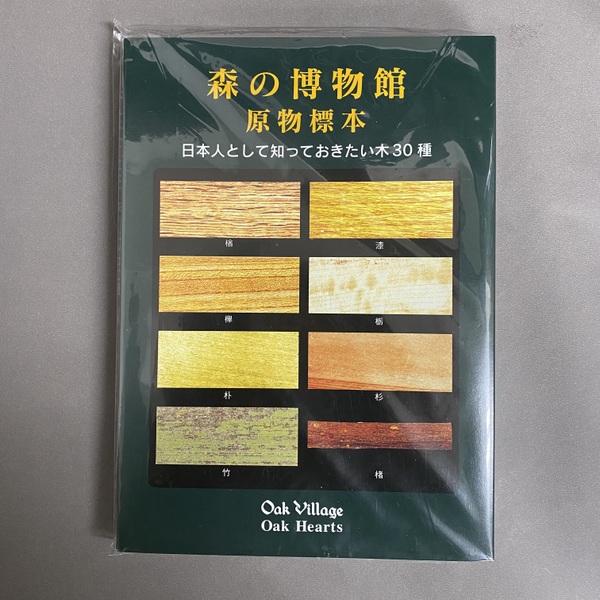 森の博物館
原物標本
日本人として知っておきたい木30種
楢 漆
欅 栃
朴 杉
竹 楮
Oak Village
Oak Hearts